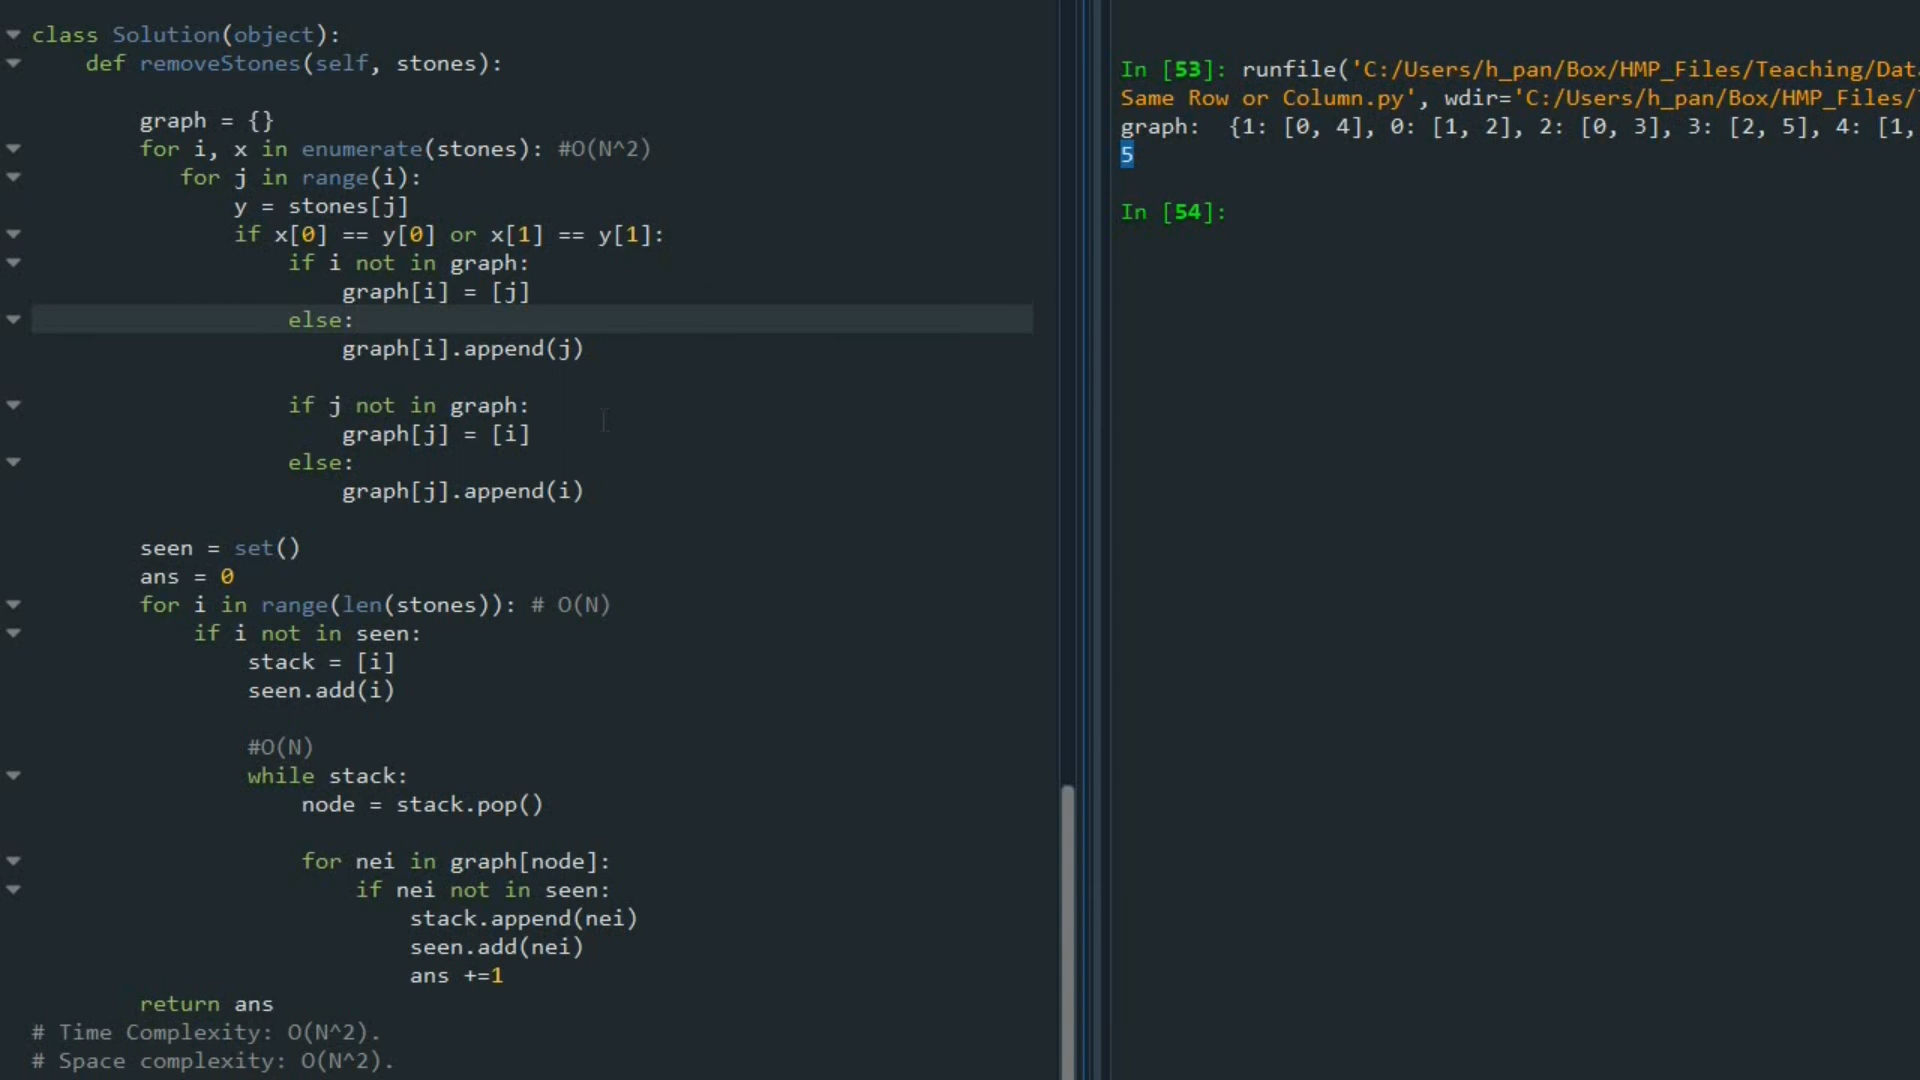 class Solution(object):
    def removeStones(self, stones):
        graph = {}
        for i, x in enumerate(stones): #O(N^2)
           for j in range(i):
               y = stones[j]
               if x[0] == y[0] or x[1] == y[1]:
                   if i not in graph:
                       graph[i] = [j]
                   else:
                       graph[i].append(j)
                   if j not in graph:
                       graph[j] = [i]
                   else:
                       graph[j].append(i)
        seen = set()
        ans = 0
        for i in range(len(stones)): # O(N)
            if i not in seen:
                stack = [i]
                seen.add(i)
                #O(N)
                while stack:
                    node = stack.pop()
                    for nei in graph[node]:
                        if nei not in seen:
                            stack.append(nei)
                            seen.add(nei)
                            ans +=1
        return ans
# Time Complexity: O(N^2).
# Space complexity: O(N^2).
In [53]: runfile('C:/Users/h_pan/Box/HMP_Files/Teaching/Dat
Same Row or Column.py', wdir='C:/Users/h_pan/Box/HMP_Files/
graph:  {1: [0, 4], 0: [1, 2], 2: [0, 3], 3: [2, 5], 4: [1,
5
In [54]: